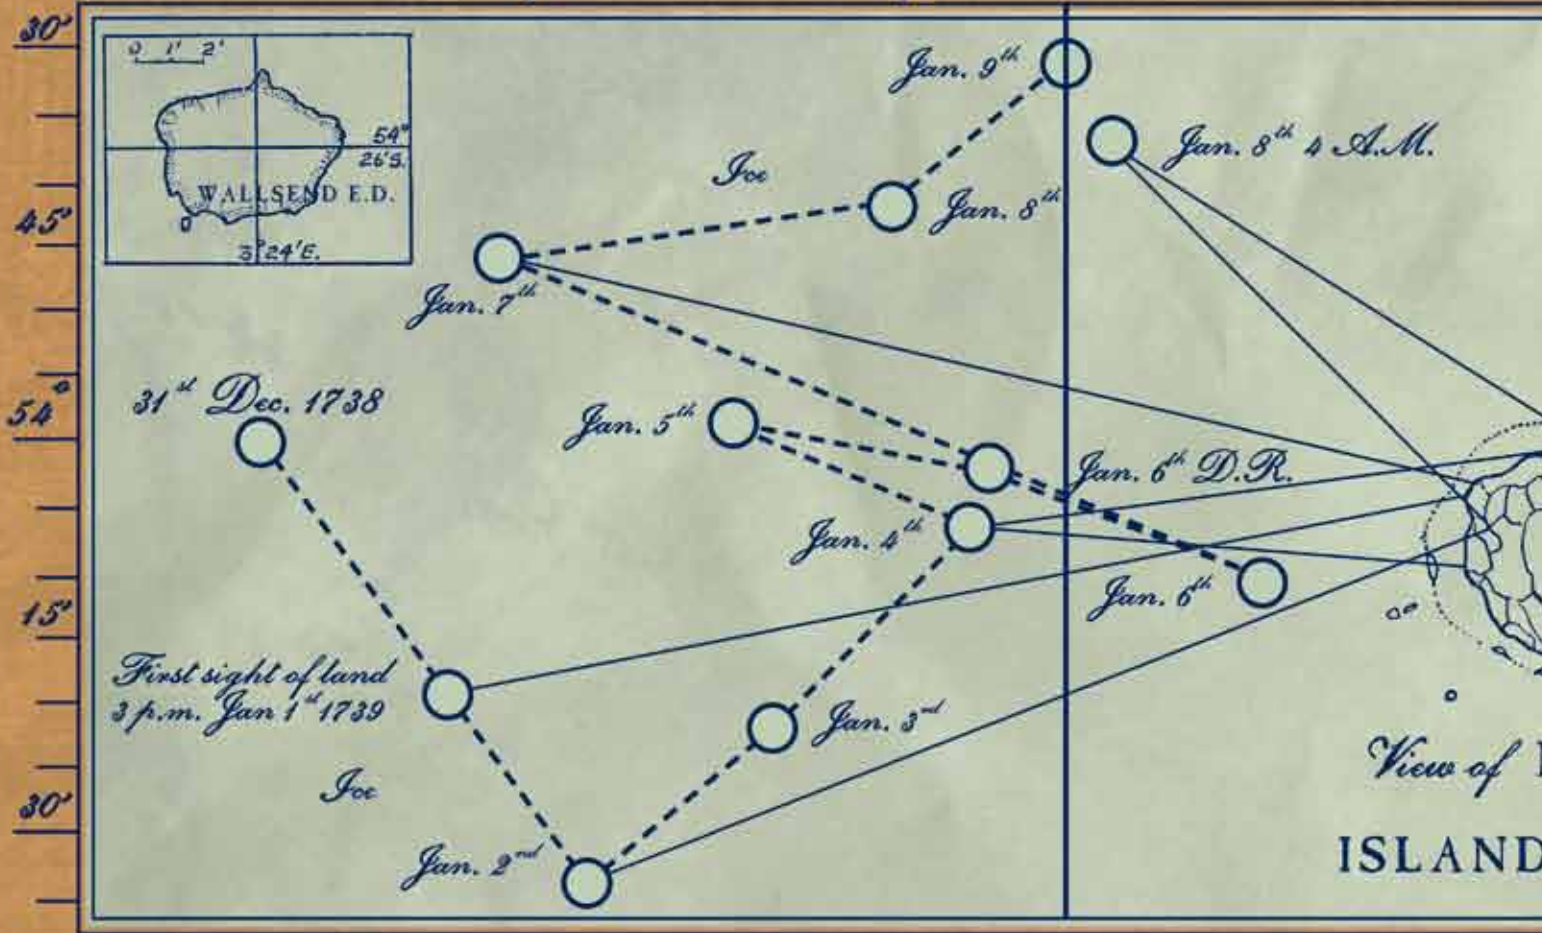 30'
45'
54°
15'
30'
0 1' 2'
54°
26'S.
WALLSEND E.D.
3°24'E.
Jan. 9th
Jan. 8th 4 A.M.
Ice
Jan. 8th
Jan. 7th
31st Dec. 1738
Jan. 5th
Jan. 6th D.R.
Jan. 4th
Jan. 6th
First sight of land
3 p.m. Jan 1st 1739
Jan. 3rd
Ice
Jan. 2nd
View of
ISLAND